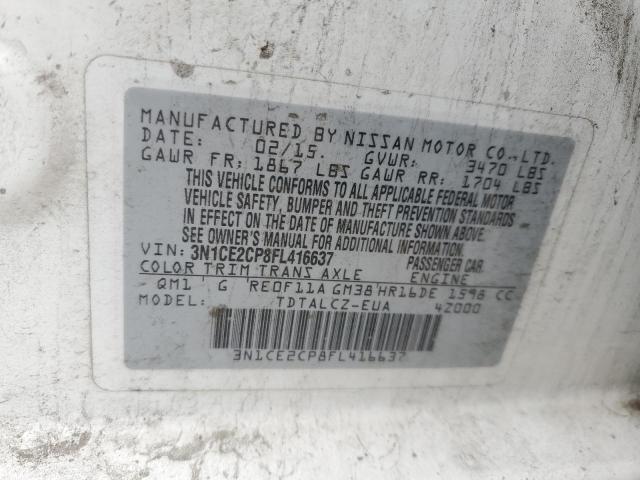 MANUFACTURED BY NISSAN MOTOR CO.,LTD.
DATE: 02/15. GVWR: 3470 LBS
GAWR FR: 1867 LBS GAWR RR: 1704 LBS
THIS VEHICLE CONFORMS TO ALL APPLICABLE FEDERAL MOTOR
VEHICLE SAFETY, BUMPER AND THEFT PREVENTION STANDARDS
IN EFFECT ON THE DATE OF MANUFACTURE SHOWN ABOVE.
SEE OWNER'S MANUAL FOR ADDITIONAL INFORMATION.
VIN: 3N1CE2CP8FL416637 PASSENGER CAR
COLOR TRIM TRANS AXLE ENGINE
QM1 G RE0F11A GM38 HR16DE 1598 CC
MODEL: TDTALCZ-EUA 42000
3N1CE2CP8FL416637